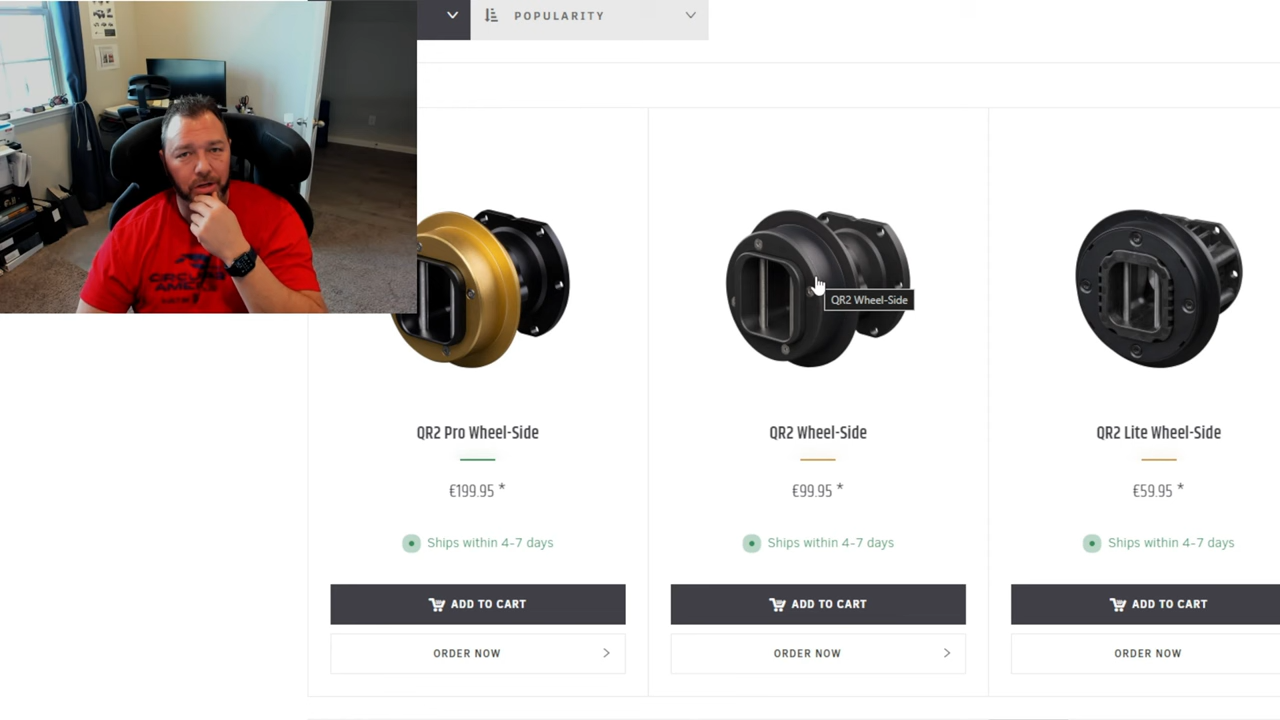 POPULARITY
QR2 Wheel-Side
QR2 Pro Wheel-Side
€199.95 *
Ships within 4-7 days
ADD TO CART
ORDER NOW
QR2 Wheel-Side
€99.95 *
Ships within 4-7 days
ADD TO CART
ORDER NOW
QR2 Lite Wheel-Side
€59.95 *
Ships within 4-7 days
ADD TO CART
ORDER NOW